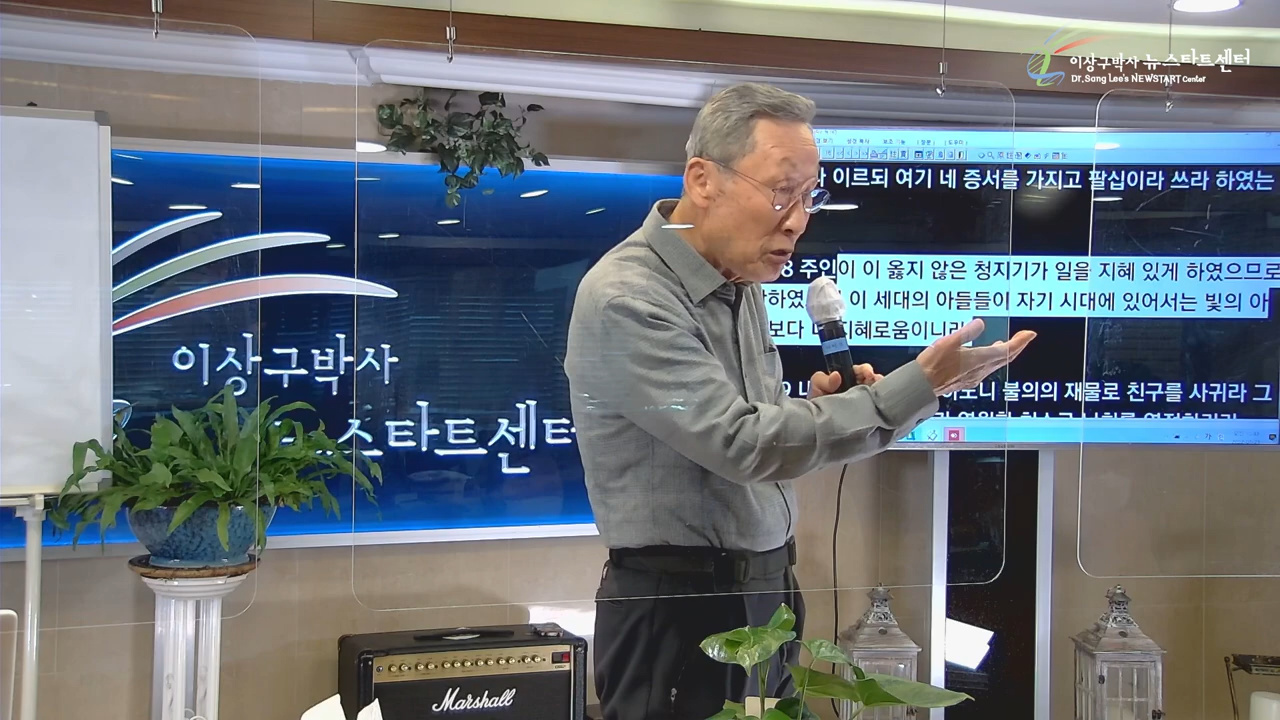 이상구박사 뉴스타트센터
Dr. Sang Lee's NEWSTART Center
이르되 여기 네 증서를 가지고 팔십이라 쓰라 하였는
8 주인이 이 옳지 않은 청지기가 일을 지혜 있게 하였으므로
이 세대의 아들들이 자기 시대에 있어서는 빛의 아
보다 지혜로움이니라
불의의 재물로 친구를 사귀라 그
이상구박사
스타트센터
Marshall